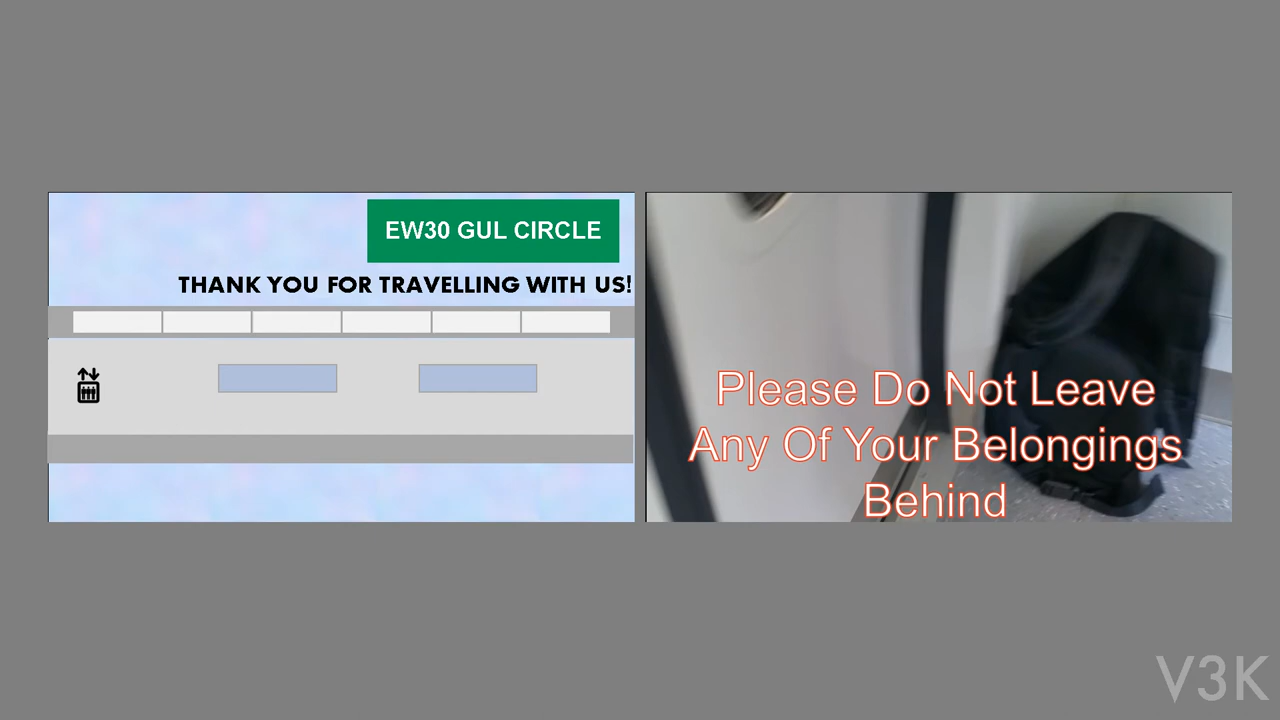 EW30 GUL CIRCLE
THANK YOU FOR TRAVELLING WITH US!
Please Do Not Leave
Any Of Your Belongings
Behind
V3K